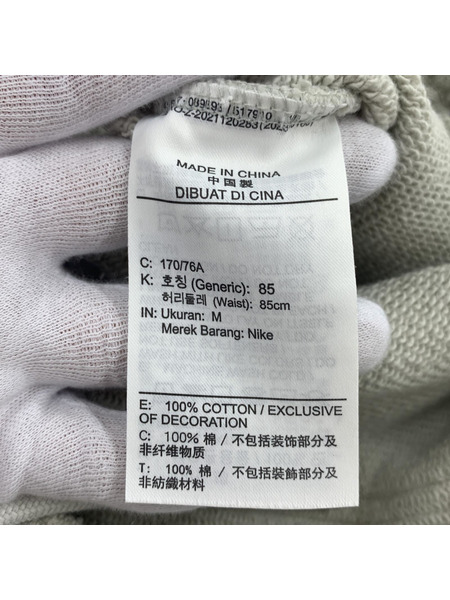 MADE IN CHINA
中国製
DIBUAT DI CINA
C: 170/76A
K: 호칭 (Generic): 85
허리둘레 (Waist): 85cm
IN: Ukuran: M
Merek Barang: Nike
E: 100% COTTON / EXCLUSIVE
OF DECORATION
C: 100% 棉 / 不包括装饰部分及
非纤维物质
T: 100% 棉 / 不包括裝飾部分及
非紡織材料